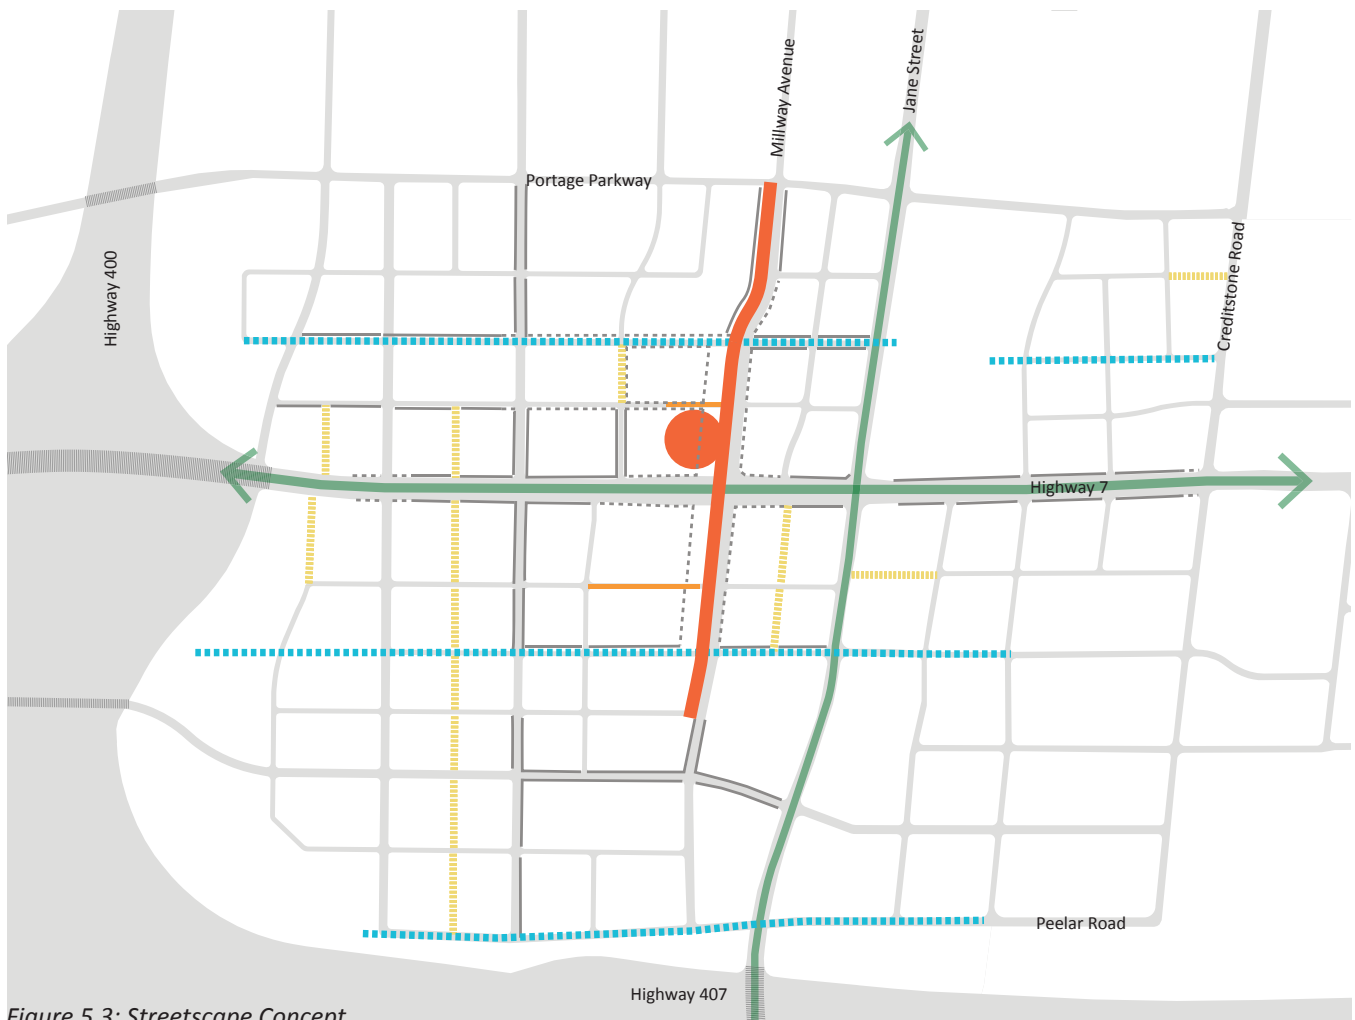 Millway Avenue
Jane Street
Portage Parkway
Highway 400
Creditstone Road
Highway 7
Peelar Road
Highway 407
Figure 5.3: Streetscape Concept